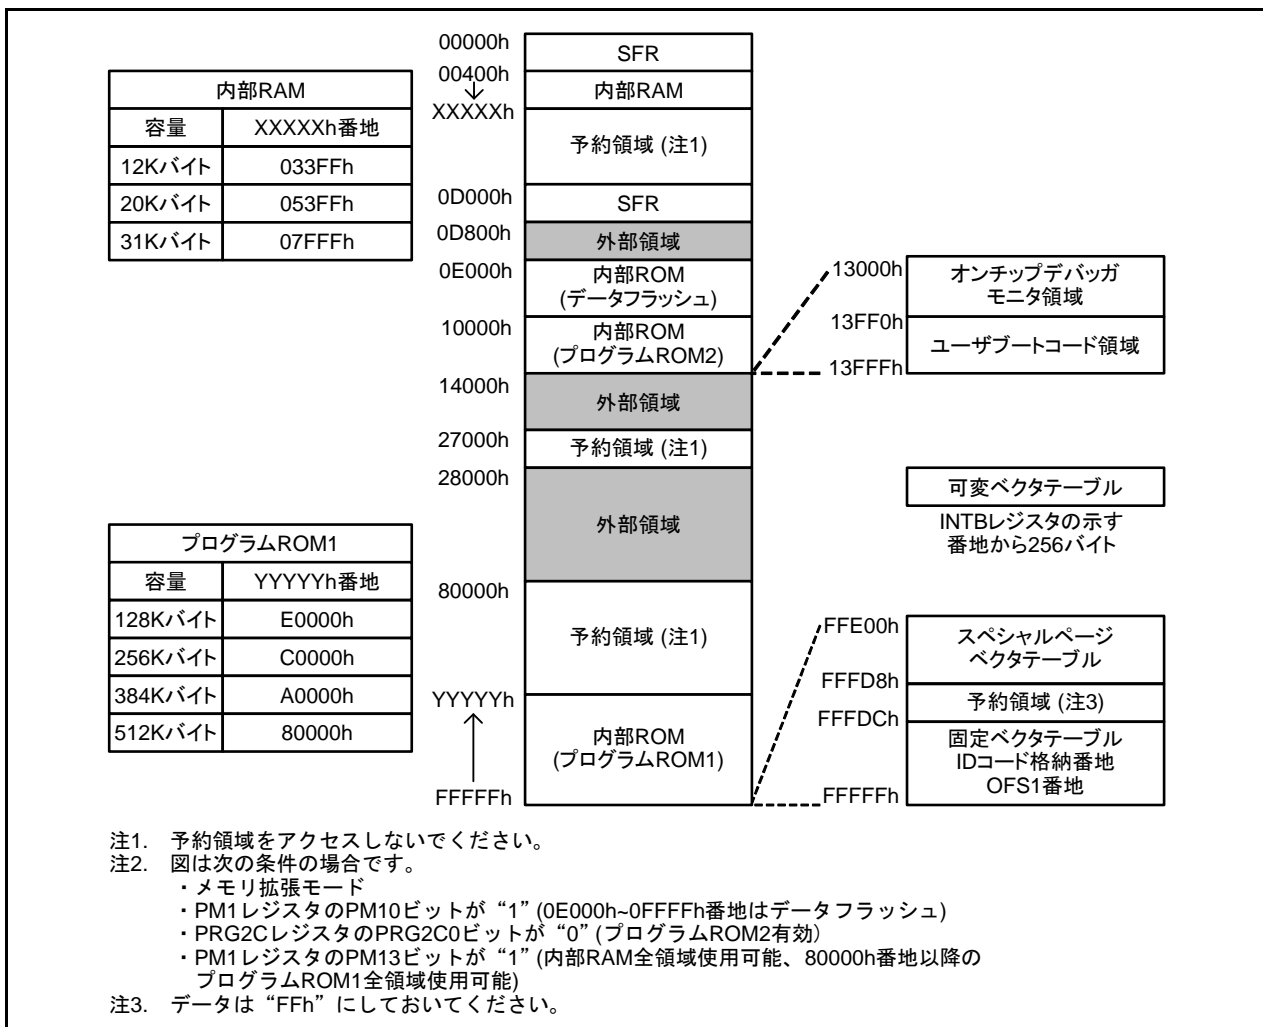 内部RAM
容量 XXXXXh番地
12Kバイト 033FFh
20Kバイト 053FFh
31Kバイト 07FFFh
プログラムROM1
容量 YYYYYh番地
128Kバイト E0000h
256Kバイト C0000h
384Kバイト A0000h
512Kバイト 80000h
00000h
SFR
00400h
内部RAM
XXXXXh
予約領域 (注1)
0D000h
SFR
0D800h
外部領域
0E000h
内部ROM
(データフラッシュ)
10000h
内部ROM
(プログラムROM2)
14000h
外部領域
27000h
予約領域 (注1)
28000h
外部領域
80000h
予約領域 (注1)
YYYYYh
内部ROM
(プログラムROM1)
FFFFFh
13000h
オンチップデバッガ
モニタ領域
13FF0h
ユーザブートコード領域
13FFFh
可変ベクタテーブル
INTBレジスタの示す
番地から256バイト
FFE00h
スペシャルページ
ベクタテーブル
FFFD8h
予約領域 (注3)
FFFDCh
固定ベクタテーブル
IDコード格納番地
OFS1番地
FFFFFh
注1. 予約領域をアクセスしないでください。
注2. 図は次の条件の場合です。
・メモリ拡張モード
・PM1レジスタのPM10ビットが“1” (0E000h~0FFFFh番地はデータフラッシュ)
・PRG2CレジスタのPRG2C0ビットが“0” (プログラムROM2有効)
・PM1レジスタのPM13ビットが“1” (内部RAM全領域使用可能、80000h番地以降の
プログラムROM1全領域使用可能)
注3. データは“FFh”にしておいてください。